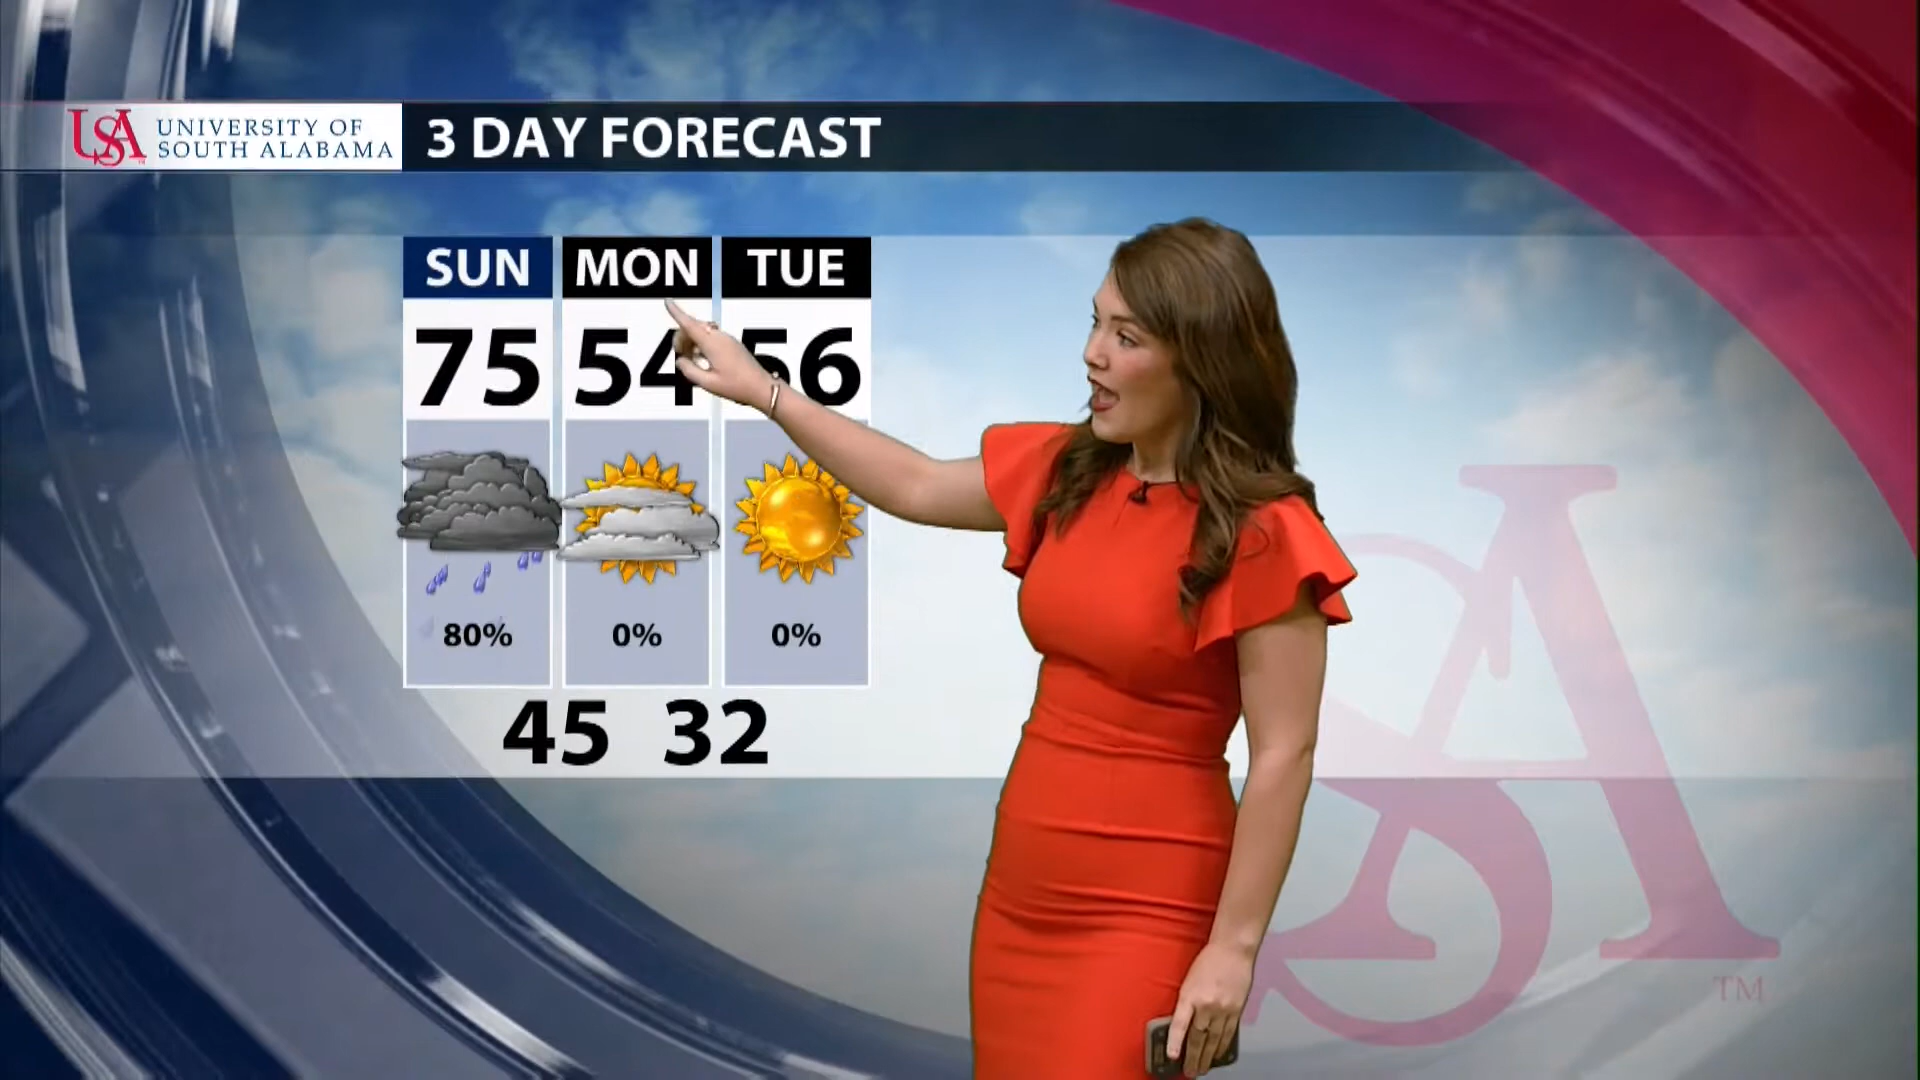 USA UNIVERSITY OF
SOUTH ALABAMA
3 DAY FORECAST
SUN MON TUE
75 54 56
80% 0% 0%
45 32
USA
TM